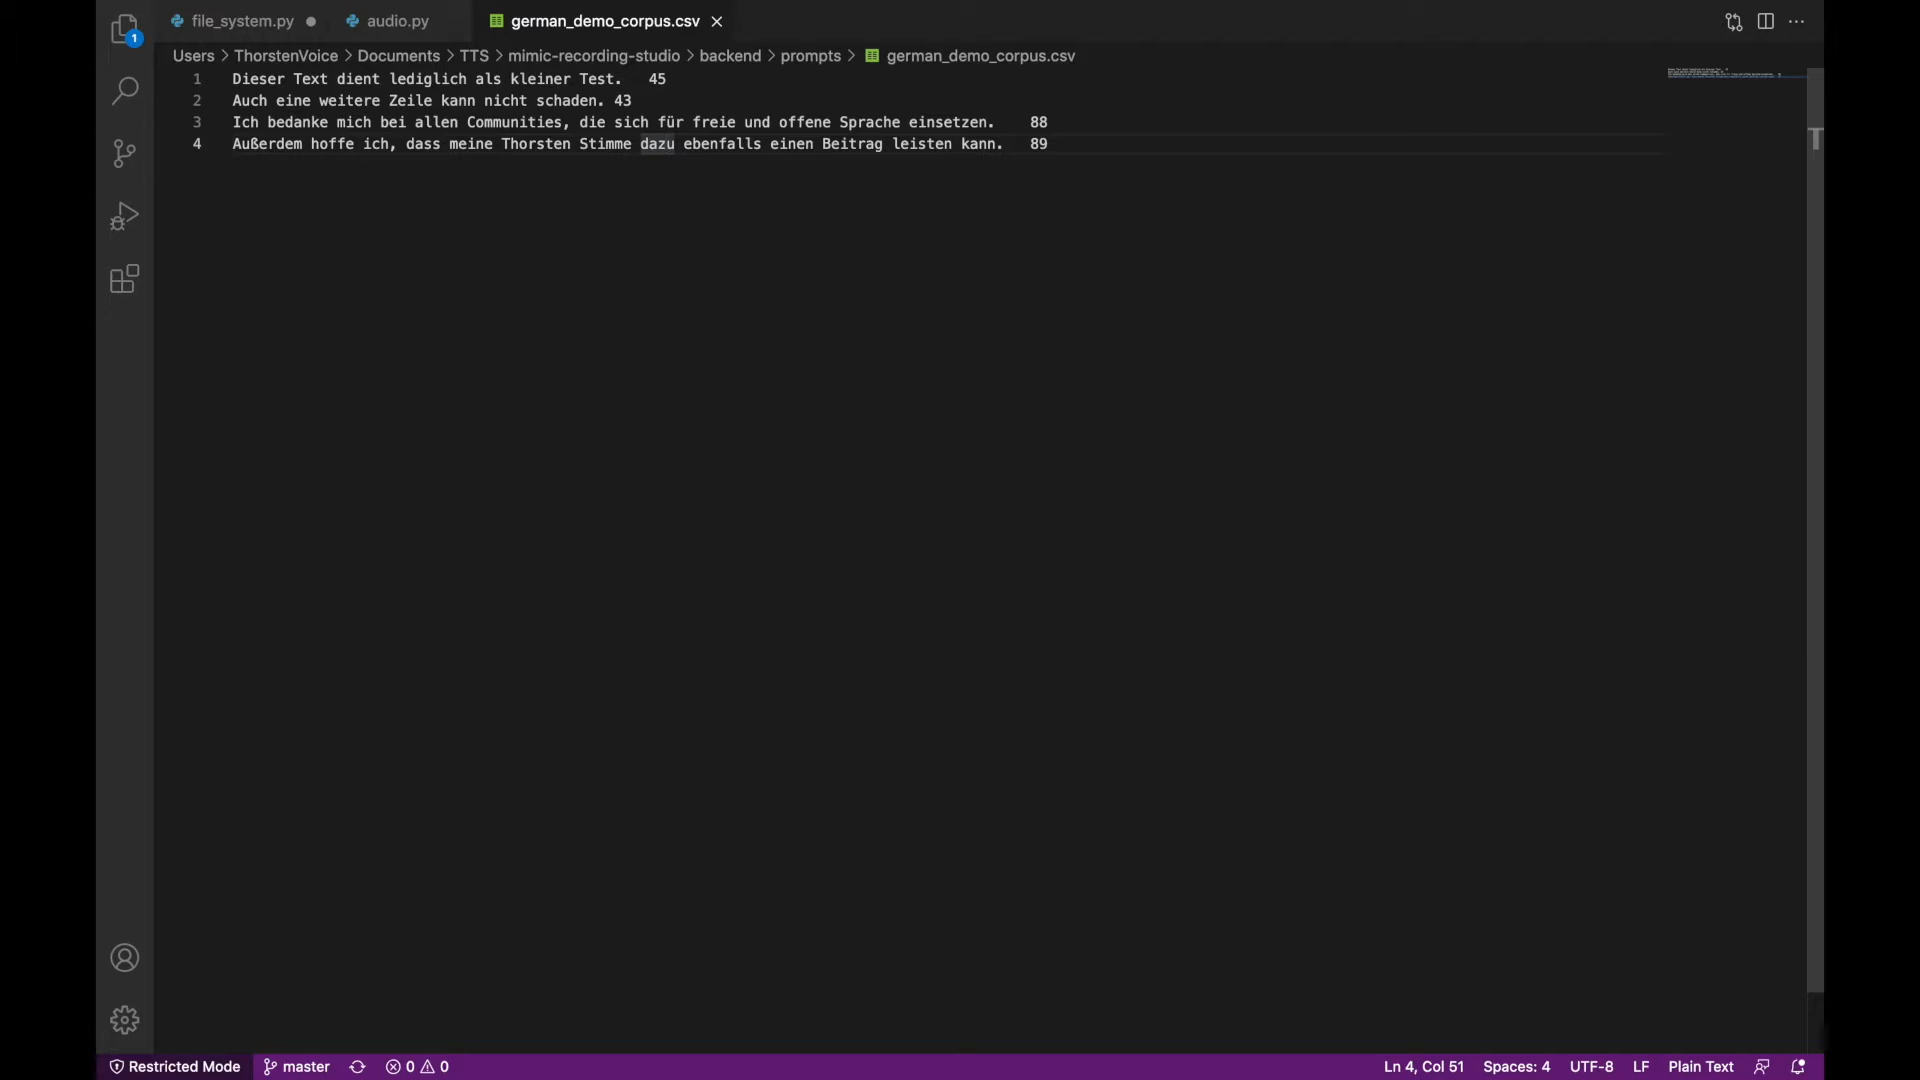 file_system.py audio.py german_demo_corpus.csv
1
Users > ThorstenVoice > Documents > TTS > mimic-recording-studio > backend > prompts > german_demo_corpus.csv
1 Dieser Text dient lediglich als kleiner Test. 45
2 Auch eine weitere Zeile kann nicht schaden. 43
3 Ich bedanke mich bei allen Communities, die sich für freie und offene Sprache einsetzen. 88
4 Außerdem hoffe ich, dass meine Thorsten Stimme dazu ebenfalls einen Beitrag leisten kann. 89
Restricted Mode master 0 0 Ln 4, Col 51 Spaces: 4 UTF-8 LF Plain Text